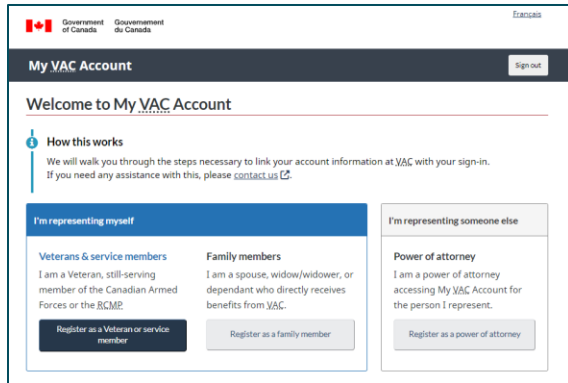 Français
Government Gouvernement
of Canada du Canada
My VAC Account
Sign out
Welcome to My VAC Account
How this works
We will walk you through the steps necessary to link your account information at VAC with your sign-in.
If you need any assistance with this, please contact us.
I'm representing myself
Veterans & service members
I am a Veteran, still-serving
member of the Canadian Armed
Forces or the RCMP.
Register as a Veteran or service
member
Family members
I am a spouse, widow/widower, or
dependant who directly receives
benefits from VAC.
Register as a family member
I'm representing someone else
Power of attorney
I am a power of attorney
accessing My VAC Account for
the person I represent.
Register as a power of attorney